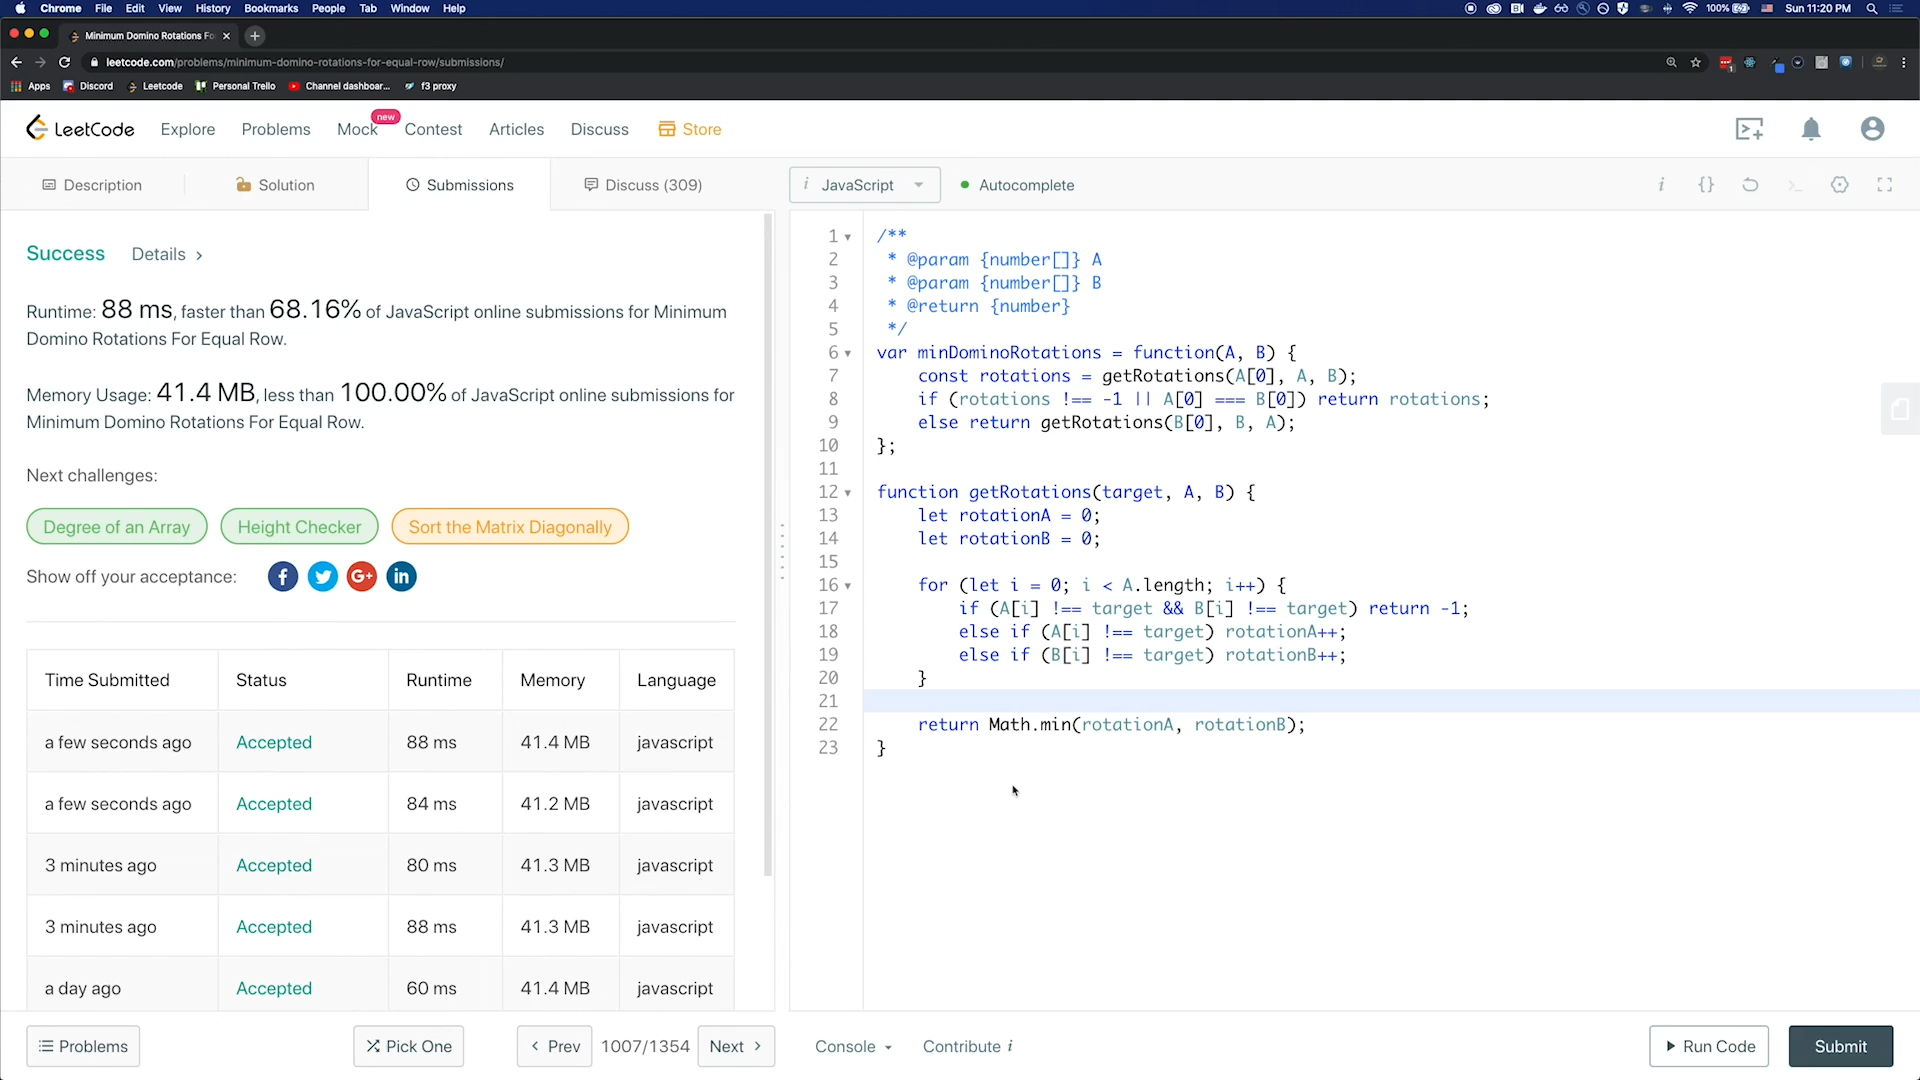 Chrome File Edit View History Bookmarks People Tab Window Help
100% Sun 11:20 PM
Minimum Domino Rotations Fo
leetcode.com/problems/minimum-domino-rotations-for-equal-row/submissions/
Apps Discord Leetcode Personal Trello Channel dashboar... f3 proxy
LeetCode Explore Problems Mock new Contest Articles Discuss Store
Description Solution Submissions Discuss (309)
i JavaScript Autocomplete
Success Details >
Runtime: 88 ms, faster than 68.16% of JavaScript online submissions for Minimum
Domino Rotations For Equal Row.
Memory Usage: 41.4 MB, less than 100.00% of JavaScript online submissions for
Minimum Domino Rotations For Equal Row.
Next challenges:
Degree of an Array Height Checker Sort the Matrix Diagonally
Show off your acceptance: f G+ in
Time Submitted Status Runtime Memory Language
a few seconds ago Accepted 88 ms 41.4 MB javascript
a few seconds ago Accepted 84 ms 41.2 MB javascript
3 minutes ago Accepted 80 ms 41.3 MB javascript
3 minutes ago Accepted 88 ms 41.3 MB javascript
a day ago Accepted 60 ms 41.4 MB javascript
1 /**
2  * @param {number[]} A
3  * @param {number[]} B
4  * @return {number}
5  */
6 var minDominoRotations = function(A, B) {
7     const rotations = getRotations(A[0], A, B);
8     if (rotations !== -1 || A[0] === B[0]) return rotations;
9     else return getRotations(B[0], B, A);
10 };
11
12 function getRotations(target, A, B) {
13     let rotationA = 0;
14     let rotationB = 0;
15
16     for (let i = 0; i < A.length; i++) {
17         if (A[i] !== target && B[i] !== target) return -1;
18         else if (A[i] !== target) rotationA++;
19         else if (B[i] !== target) rotationB++;
20     }
21
22     return Math.min(rotationA, rotationB);
23 }
Problems Pick One < Prev 1007/1354 Next > Console Contribute i Run Code Submit